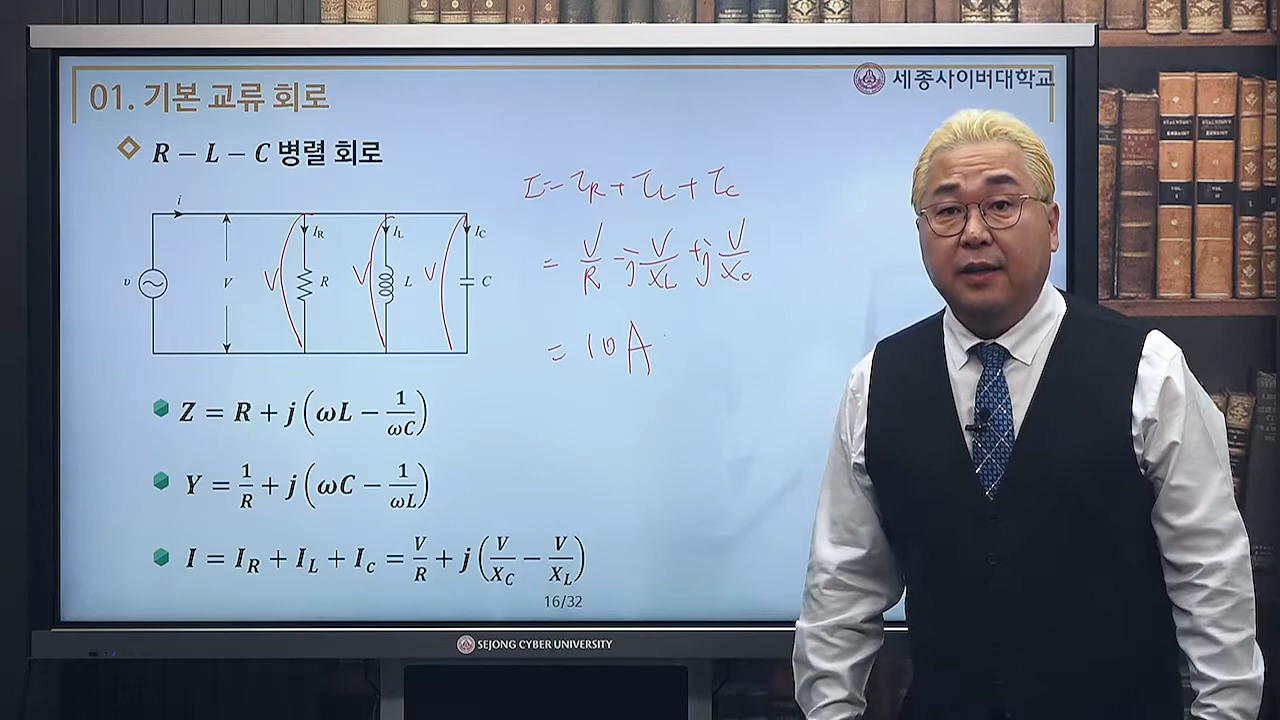 01. 기본 교류 회로
세종사이버대학교
R – L – C 병렬 회로
I = I_R + I_L + I_C
= V/R - j V/X_L + j V/X_C
= 10A
i
υ
V
V
I_R
R
V
I_L
L
V
I_C
C
Z = R + j(ωL − 1/ωC)
Y = 1/R + j(ωC − 1/ωL)
I = I_R + I_L + I_c = V/R + j(V/X_C − V/X_L)
16/32
SEJONG CYBER UNIVERSITY